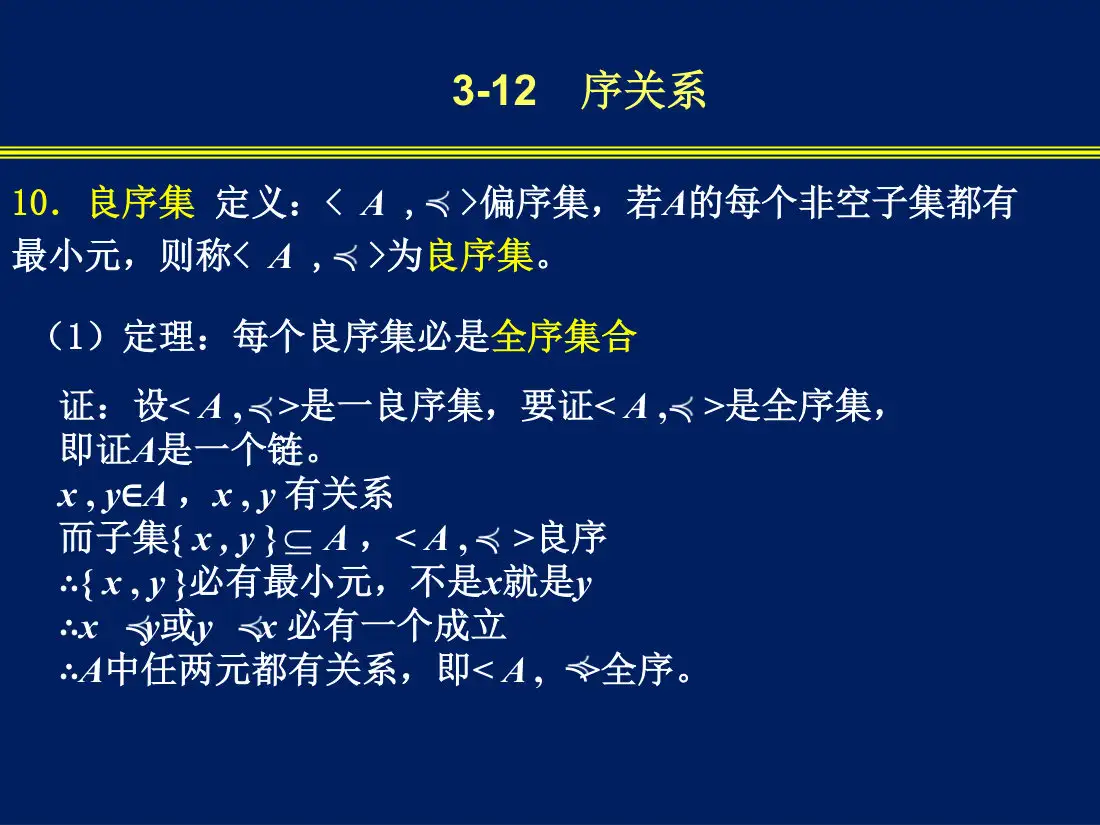 3-12 序关系
10．良序集 定义：< A ,≼ >偏序集，若A的每个非空子集都有
最小元，则称< A ,≼ >为良序集。
（1）定理：每个良序集必是全序集合
证：设< A ,≼ >是一良序集，要证< A ,≼ >是全序集，
即证A是一个链。
x , y∈A ，x , y 有关系
而子集{ x , y }⊆ A ，< A ,≼ >良序
∴{ x , y }必有最小元，不是x就是y
∴x ≼y或y ≼x 必有一个成立
∴A中任两元都有关系，即< A , ≼>全序。